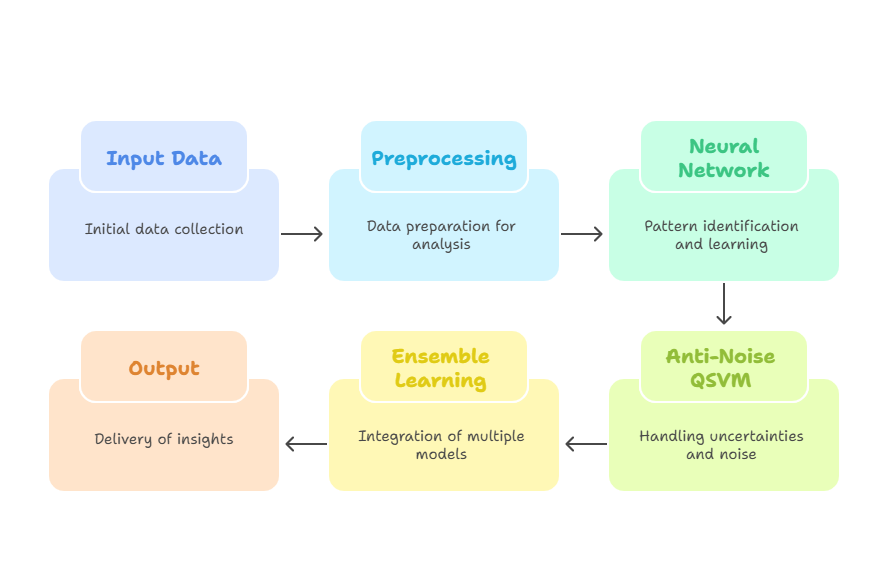 Input Data
Initial data collection
Preprocessing
Data preparation for
analysis
Neural
Network
Pattern identification
and learning
Anti-Noise
QSVM
Handling uncertainties
and noise
Ensemble
Learning
Integration of multiple
models
Output
Delivery of insights